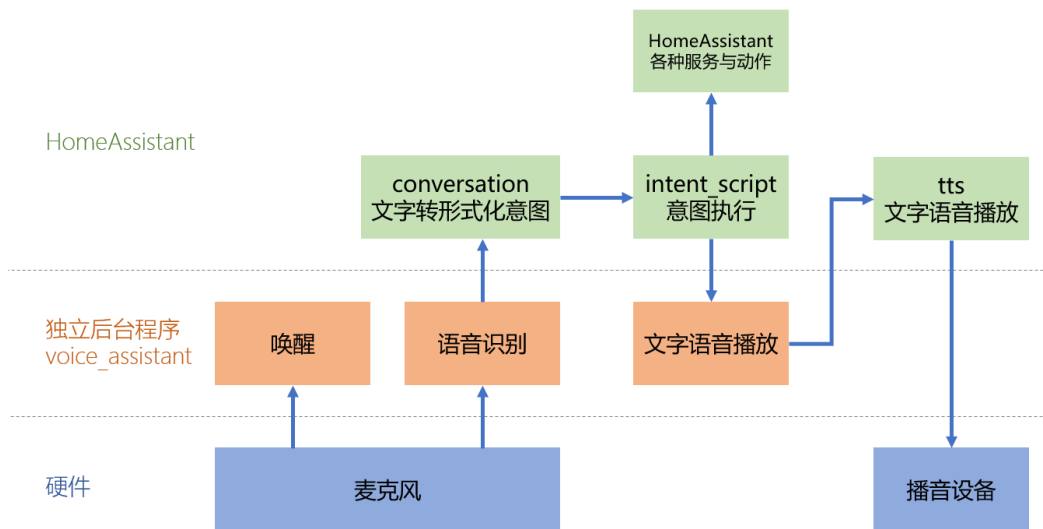 HomeAssistant
各种服务与动作
HomeAssistant
conversation
文字转形式化意图
intent_script
意图执行
tts
文字语音播放
独立后台程序
voice_assistant
唤醒
语音识别
文字语音播放
硬件
麦克风
播音设备